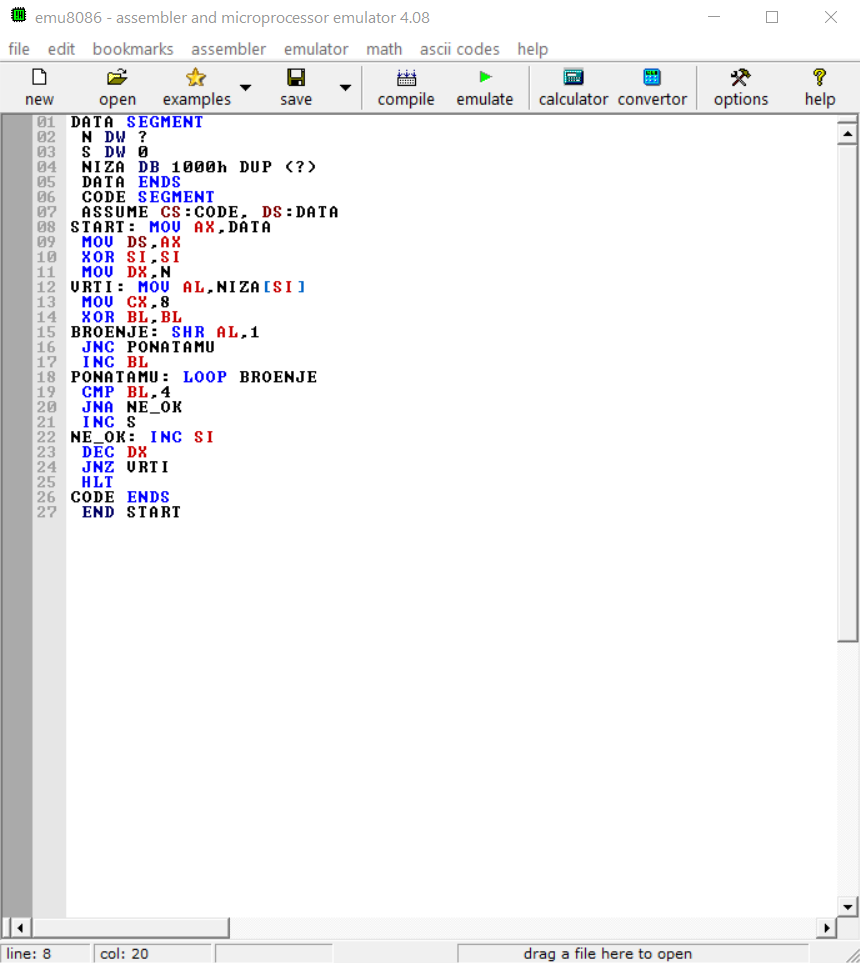 emu8086 - assembler and microprocessor emulator 4.08
file edit bookmarks assembler emulator math ascii codes help
new open examples save compile emulate calculator convertor options help
01 DATA SEGMENT
02 N DW ?
03 S DW 0
04 NIZA DB 1000h DUP (?)
05 DATA ENDS
06 CODE SEGMENT
07 ASSUME CS:CODE, DS:DATA
08 START: MOV AX,DATA
09 MOV DS,AX
10 XOR SI,SI
11 MOV DX,N
12 VRTI: MOV AL,NIZA[SI]
13 MOV CX,8
14 XOR BL,BL
15 BROENJE: SHR AL,1
16 JNC PONATAMU
17 INC BL
18 PONATAMU: LOOP BROENJE
19 CMP BL,4
20 JNA NE_OK
21 INC S
22 NE_OK: INC SI
23 DEC DX
24 JNZ VRTI
25 HLT
26 CODE ENDS
27 END START
line: 8 col: 20 drag a file here to open